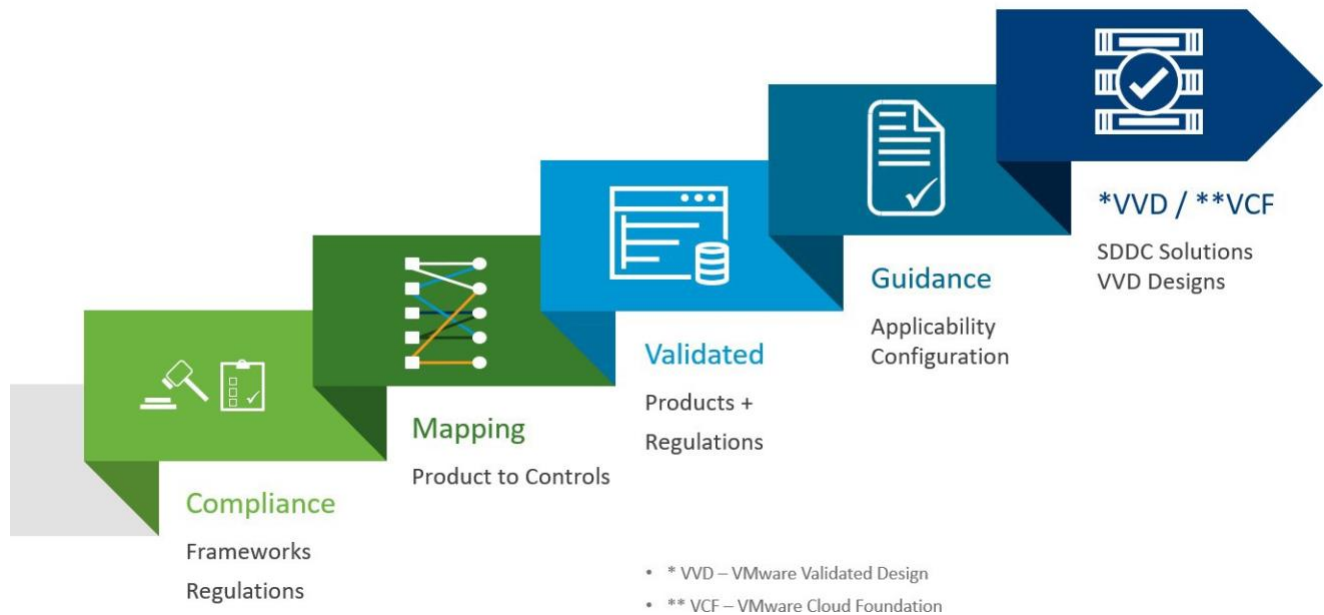 Compliance
Frameworks
Regulations
Mapping
Product to Controls
Validated
Products +
Regulations
Guidance
Applicability
Configuration
*VVD / **VCF
SDDC Solutions
VVD Designs
• * VVD – VMware Validated Design
• ** VCF – VMware Cloud Foundation